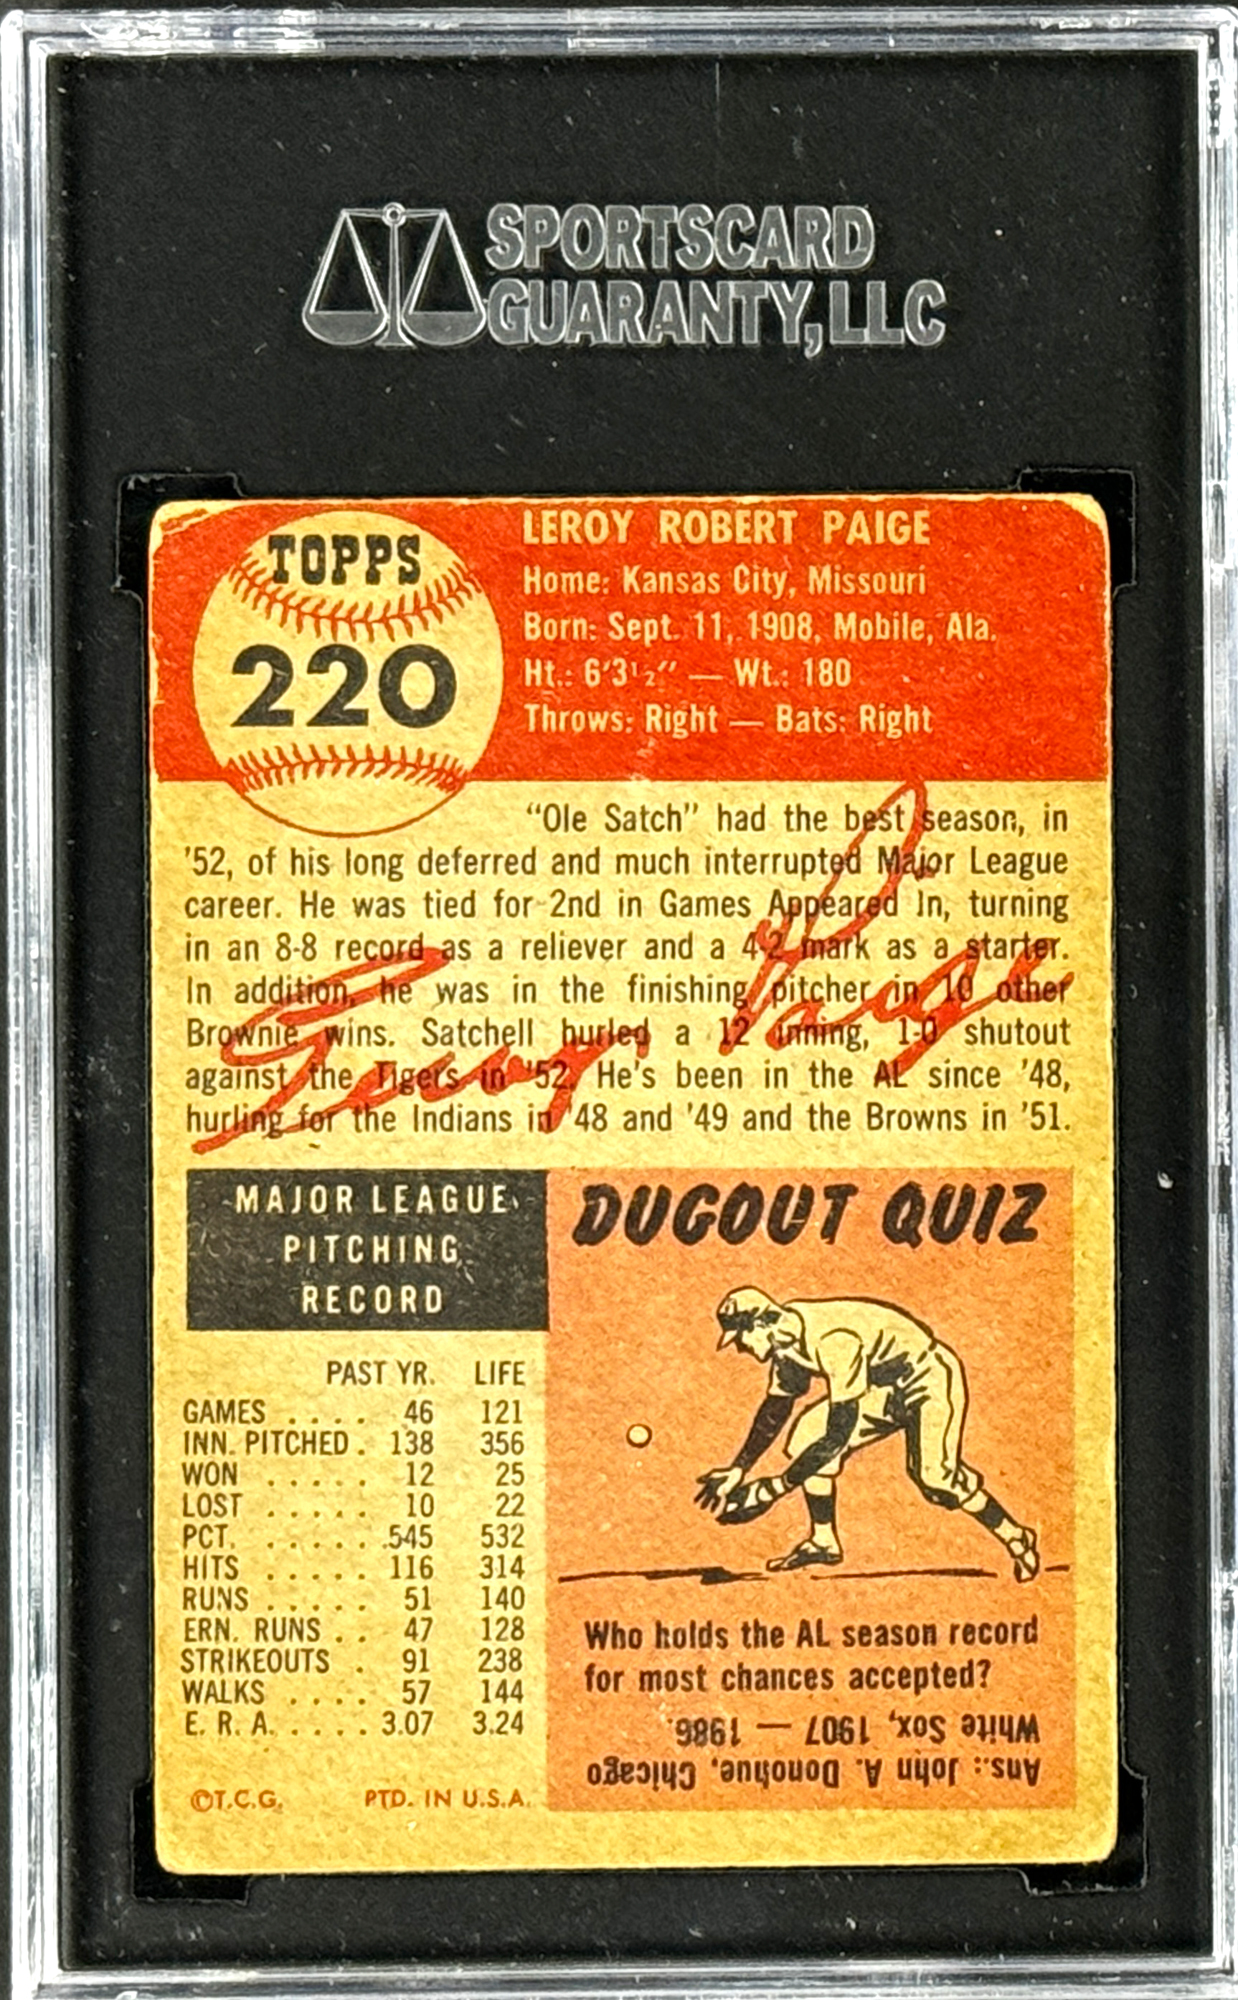 SPORTSCARD
GUARANTY, LLC
TOPPS
220
LEROY ROBERT PAIGE
Home: Kansas City, Missouri
Born: Sept. 11, 1908, Mobile, Ala.
Ht.: 6'3½" — Wt.: 180
Throws: Right — Bats: Right
"Ole Satch" had the best season, in
'52, of his long deferred and much interrupted Major League
career. He was tied for 2nd in Games Appeared In, turning
in an 8-8 record as a reliever and a 4-2 mark as a starter.
In addition, he was in the finishing pitcher in 10 other
Brownie wins. Satchell hurled a 12 inning, 1-0 shutout
against the Tigers in '52. He's been in the AL since '48,
hurling for the Indians in '48 and '49 and the Browns in '51.
Leroy Paige
MAJOR LEAGUE
PITCHING
RECORD
PAST YR. LIFE
GAMES .... 46 121
INN. PITCHED . 138 356
WON ..... 12 25
LOST ..... 10 22
PCT. ..... .545 532
HITS ..... 116 314
RUNS ..... 51 140
ERN. RUNS .. 47 128
STRIKEOUTS . 91 238
WALKS .... 57 144
E. R. A. ..... 3.07 3.24
©T.C.G. PTD. IN U.S.A.
DUGOUT QUIZ
Who holds the AL season record
for most chances accepted?
Ans.: John A. Donohue, Chicago
White Sox, 1907 — 1986.